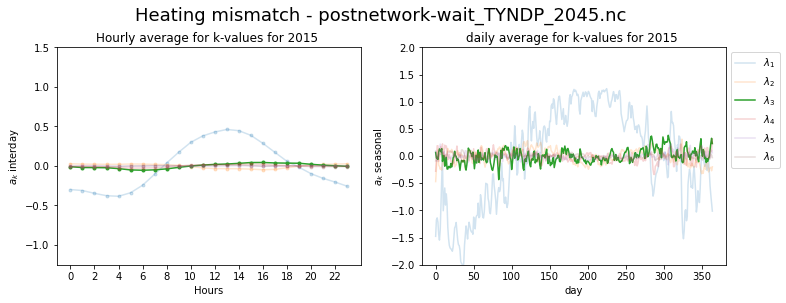 Heating mismatch - postnetwork-wait_TYNDP_2045.nc
Hourly average for k-values for 2015
1.5
1.0
0.5
0.0
−0.5
−1.0
0 2 4 6 8 10 12 14 16 18 20 22
Hours
a_k interday
daily average for k-values for 2015
2.0
1.5
1.0
0.5
0.0
−0.5
−1.0
−1.5
−2.0
0 50 100 150 200 250 300 350
day
a_k seasonal
λ₁
λ₂
λ₃
λ₄
λ₅
λ₆